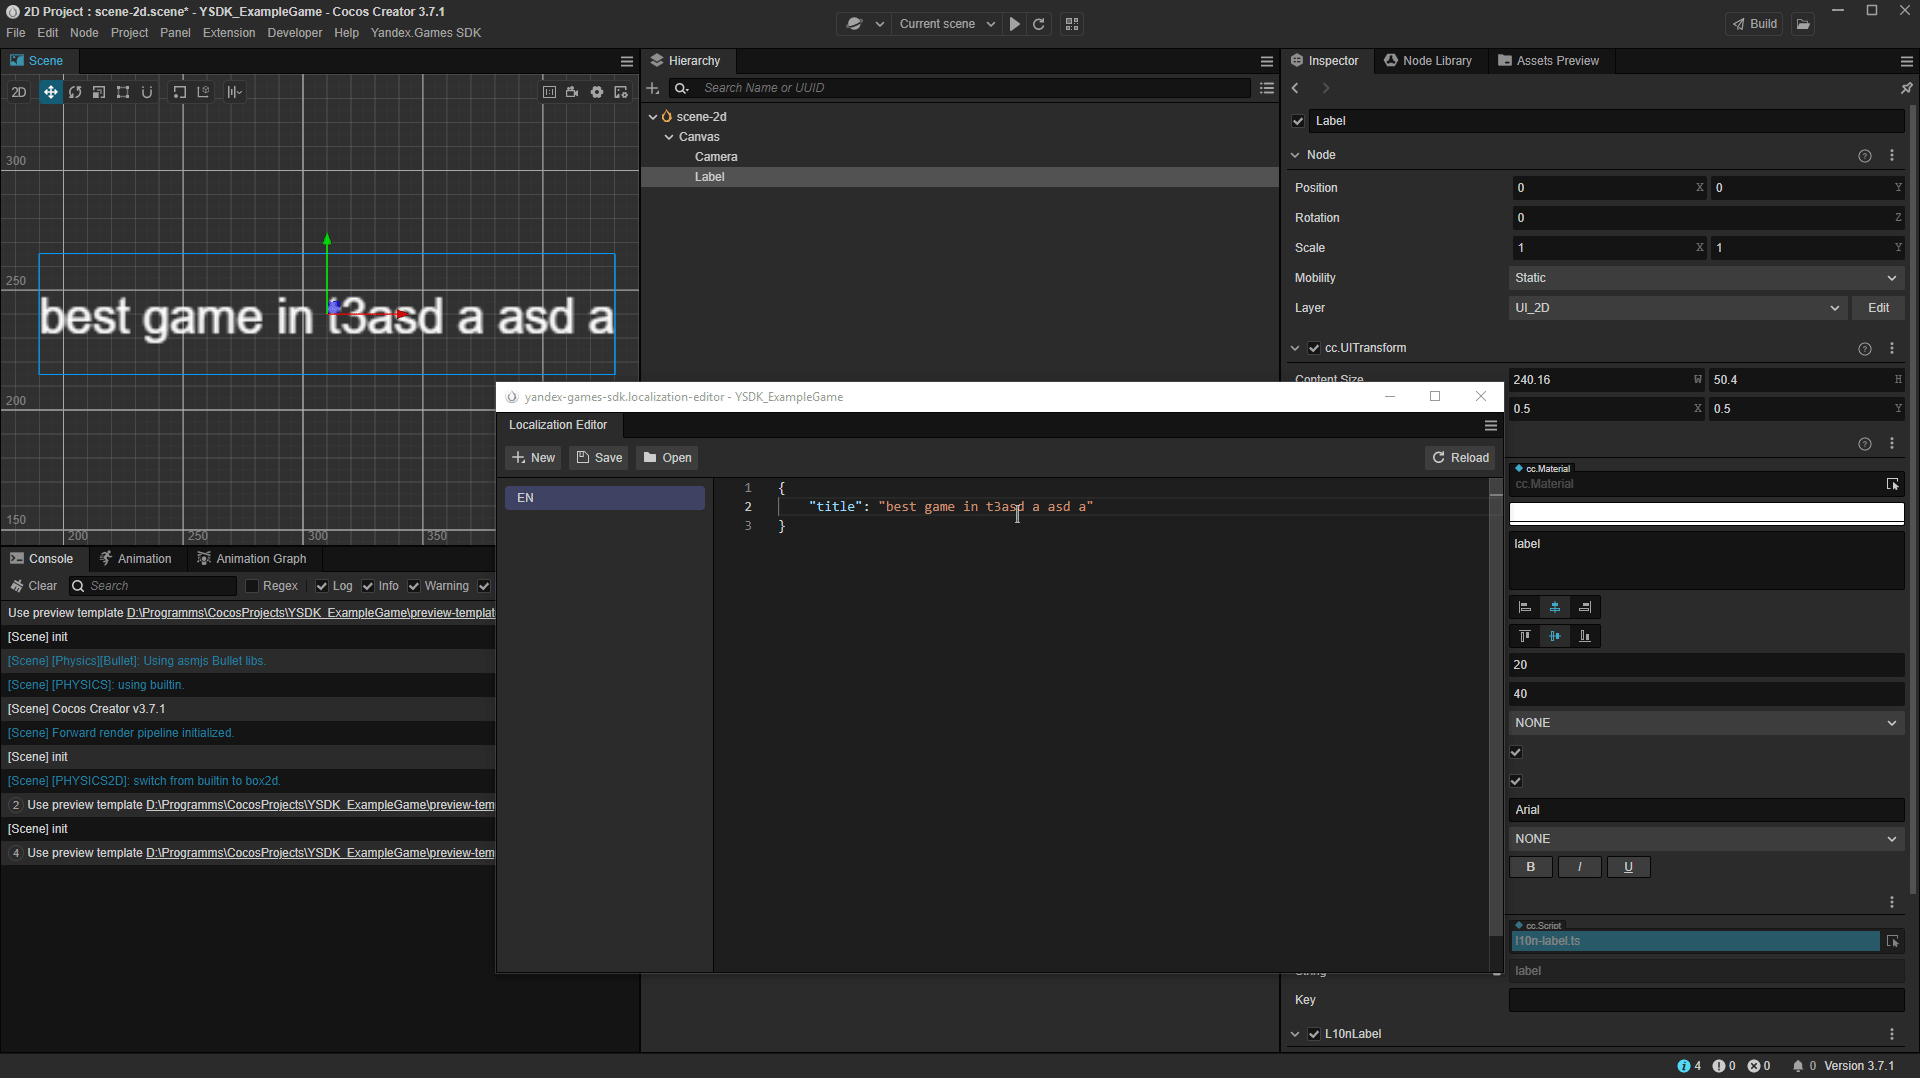 2D Project : scene-2d.scene* - YSDK_ExampleGame - Cocos Creator 3.7.1
File Edit Node Project Panel Extension Developer Help Yandex.Games SDK
Current scene
Build
Scene
2D
300
250
200
150
200
300
350
best game in t3asd a asd a
Hierarchy
Search Name or UUID
scene-2d
Canvas
Camera
Label
Inspector Node Library Assets Preview
Label
Node
Position 0 X 0 Y
Rotation 0 Z
Scale 1 X 1 Y
Mobility Static
Layer UI_2D Edit
cc.UITransform
Content Size 240.16 W 50.4 H
0.5 X 0.5 Y
cc.Material
cc.Material
label
20
40
NONE
Arial
NONE
B I U
cc.Script
l10n-label.ts
String label
Key
L10nLabel
yandex-games-sdk.localization-editor - YSDK_ExampleGame
Localization Editor
New Save Open Reload
EN
1 {
2 "title": "best game in t3asd a asd a"
3 }
Console Animation Animation Graph
Clear Search Regex Log Info Warning
Use preview template D:\Programms\CocosProjects\YSDK_ExampleGame\preview-templat
[Scene] init
[Scene] [Physics][Bullet]: Using asmjs Bullet libs.
[Scene] [PHYSICS]: using builtin.
[Scene] Cocos Creator v3.7.1
[Scene] Forward render pipeline initialized.
[Scene] init
[Scene] [PHYSICS2D]: switch from builtin to box2d.
2 Use preview template D:\Programms\CocosProjects\YSDK_ExampleGame\preview-tem
[Scene] init
4 Use preview template D:\Programms\CocosProjects\YSDK_ExampleGame\preview-tem
4 0 0 0 Version 3.7.1